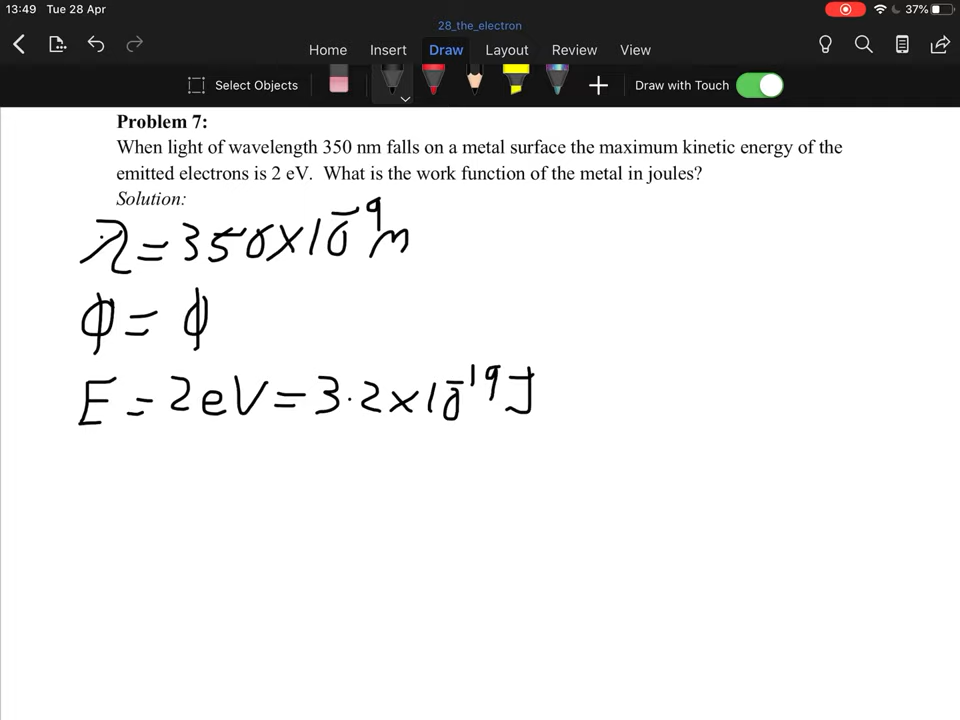 13:49 Tue 28 Apr 37%
28_the_electron
Home Insert Draw Layout Review View
Select Objects Draw with Touch
Problem 7:
When light of wavelength 350 nm falls on a metal surface the maximum kinetic energy of the
emitted electrons is 2 eV. What is the work function of the metal in joules?
Solution:
λ = 350 × 10⁻⁹ m
ϕ = ϕ
E = 2 eV = 3.2 × 10⁻¹⁹ J